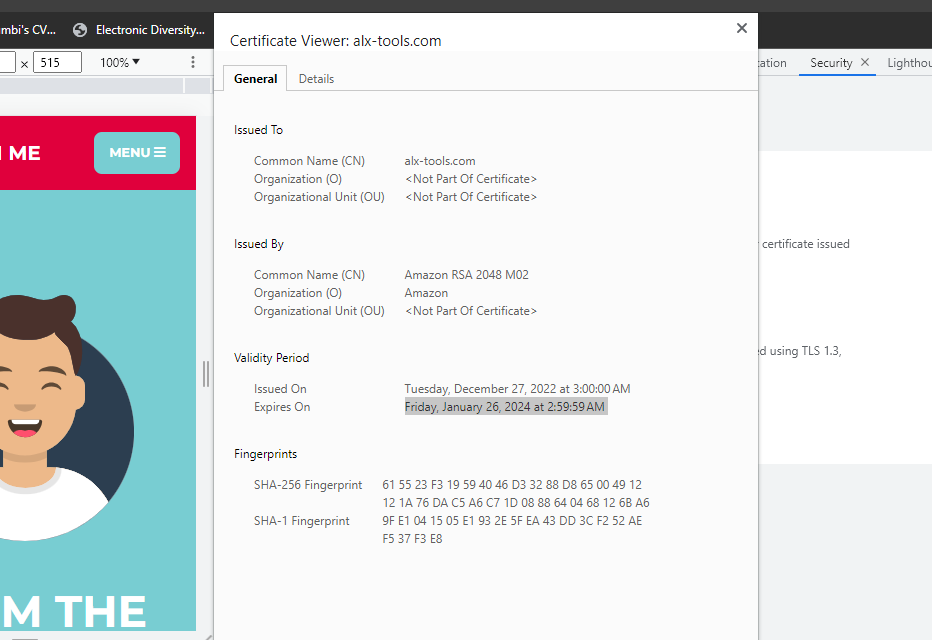 mbi's CV... Electronic Diversity...
× 515 100%
Certificate Viewer: alx-tools.com
General Details
Security Lighthou
MENU
ME
Issued To
Common Name (CN) alx-tools.com
Organization (O) <Not Part Of Certificate>
Organizational Unit (OU) <Not Part Of Certificate>
Issued By
certificate issued
Common Name (CN) Amazon RSA 2048 M02
Organization (O) Amazon
Organizational Unit (OU) <Not Part Of Certificate>
Validity Period
using TLS 1.3,
Issued On Tuesday, December 27, 2022 at 3:00:00 AM
Expires On Friday, January 26, 2024 at 2:59:59 AM
Fingerprints
SHA-256 Fingerprint 61 55 23 F3 19 59 40 46 D3 32 88 D8 65 00 49 12
12 1A 76 DA C5 A6 C7 1D 08 88 64 04 68 12 6B A6
SHA-1 Fingerprint 9F E1 04 15 05 E1 93 2E 5F EA 43 DD 3C F2 52 AE
F5 37 F3 E8
M THE